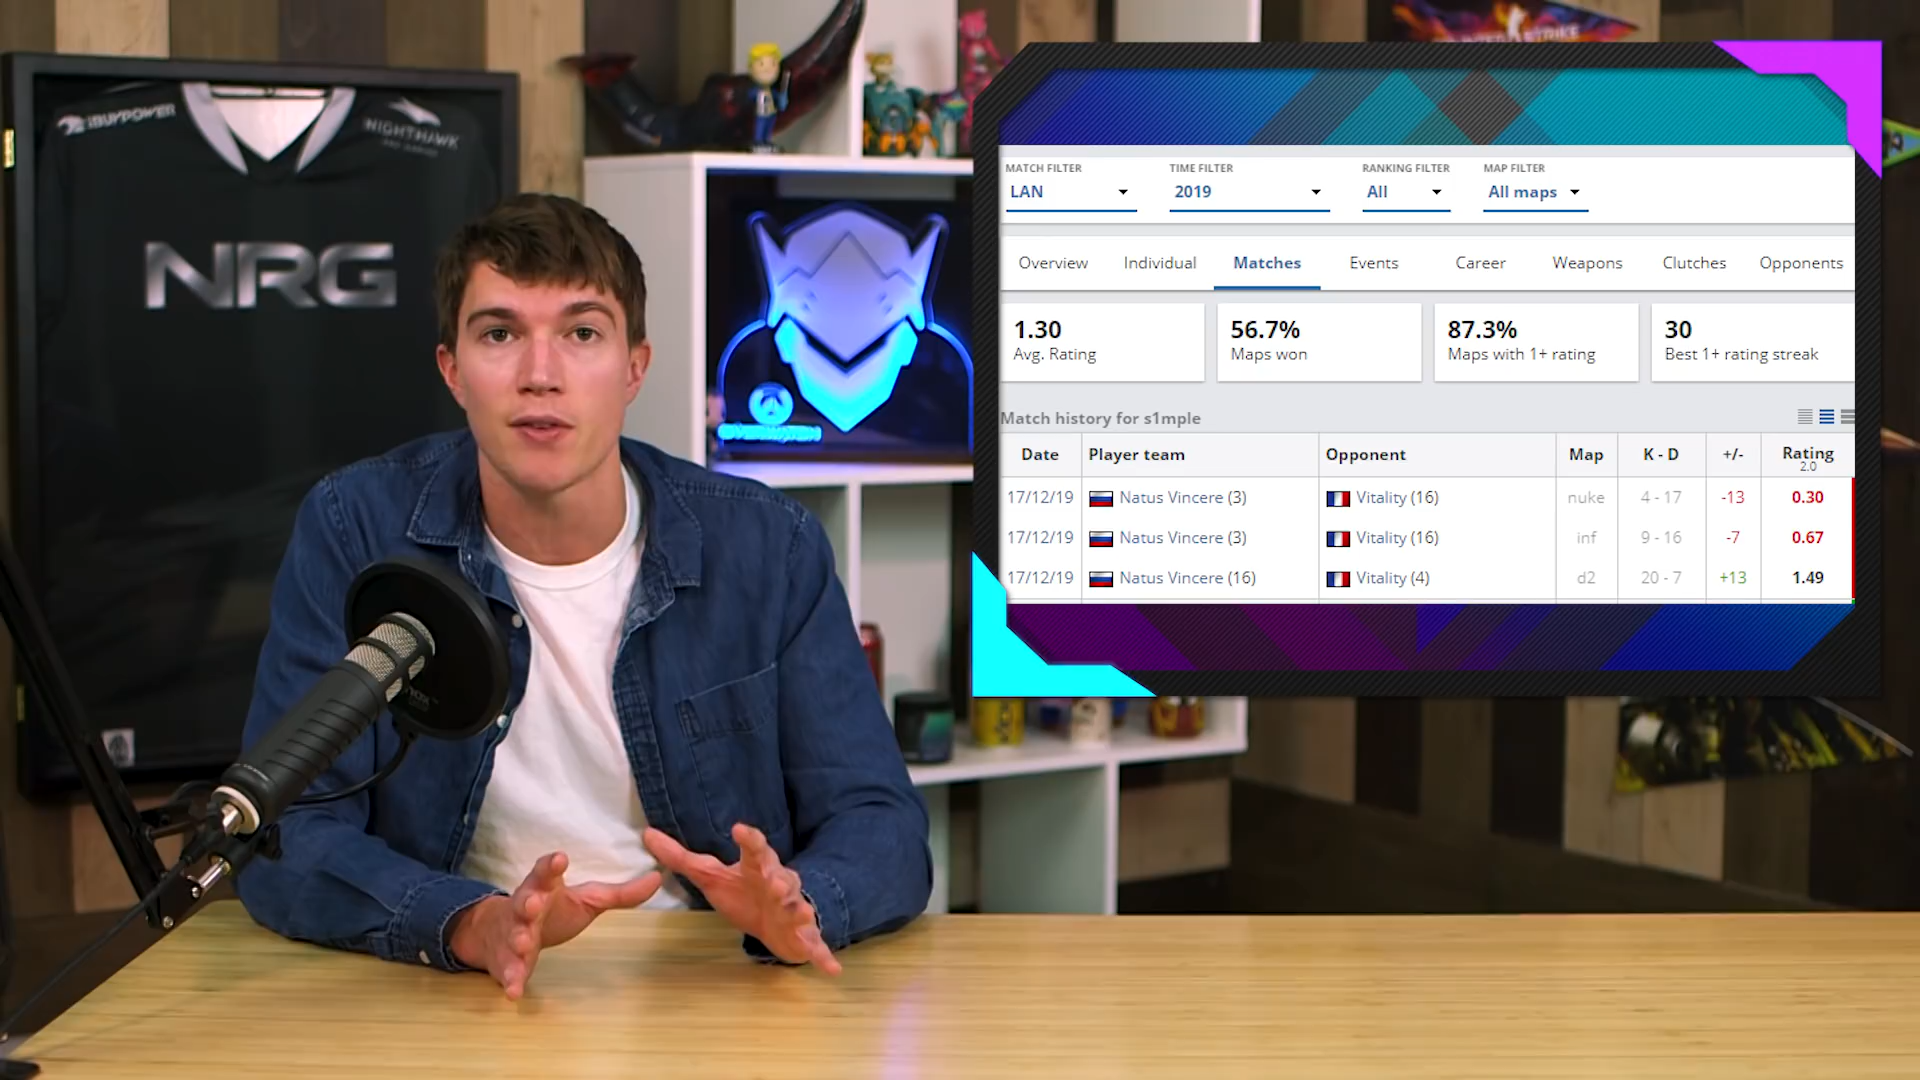 iBUYPOWER
NIGHTHAWK
NRG
OVERWATCH
MATCH FILTER TIME FILTER RANKING FILTER MAP FILTER
LAN 2019 All All maps
Overview Individual Matches Events Career Weapons Clutches Opponents
1.30 56.7% 87.3% 30
Avg. Rating Maps won Maps with 1+ rating Best 1+ rating streak
Match history for s1mple
Date Player team Opponent Map K - D +/- Rating
2.0
17/12/19 Natus Vincere (3) Vitality (16) nuke 4 - 17 -13 0.30
17/12/19 Natus Vincere (3) Vitality (16) inf 9 - 16 -7 0.67
17/12/19 Natus Vincere (16) Vitality (4) d2 20 - 7 +13 1.49